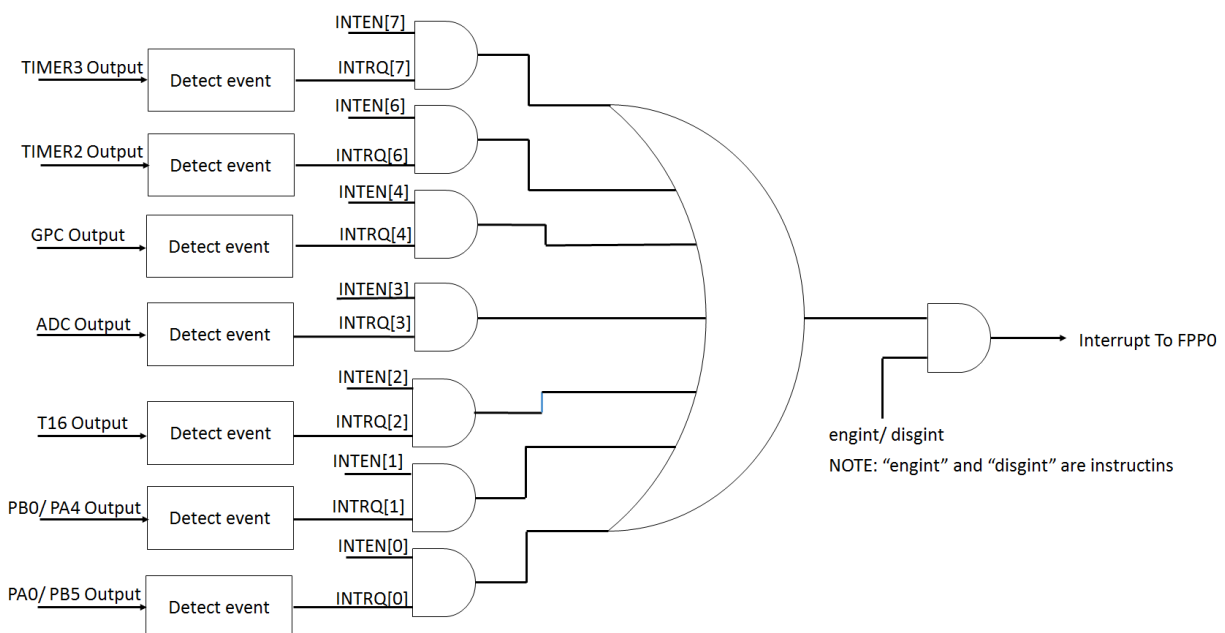 INTEN[7]
TIMER3 Output
Detect event
INTRQ[7]
INTEN[6]
TIMER2 Output
Detect event
INTRQ[6]
INTEN[4]
GPC Output
Detect event
INTRQ[4]
INTEN[3]
ADC Output
Detect event
INTRQ[3]
Interrupt To FPP0
INTEN[2]
T16 Output
Detect event
INTRQ[2]
engint/ disgint
NOTE: “engint” and “disgint” are instructins
INTEN[1]
PB0/ PA4 Output
Detect event
INTRQ[1]
INTEN[0]
PA0/ PB5 Output
Detect event
INTRQ[0]